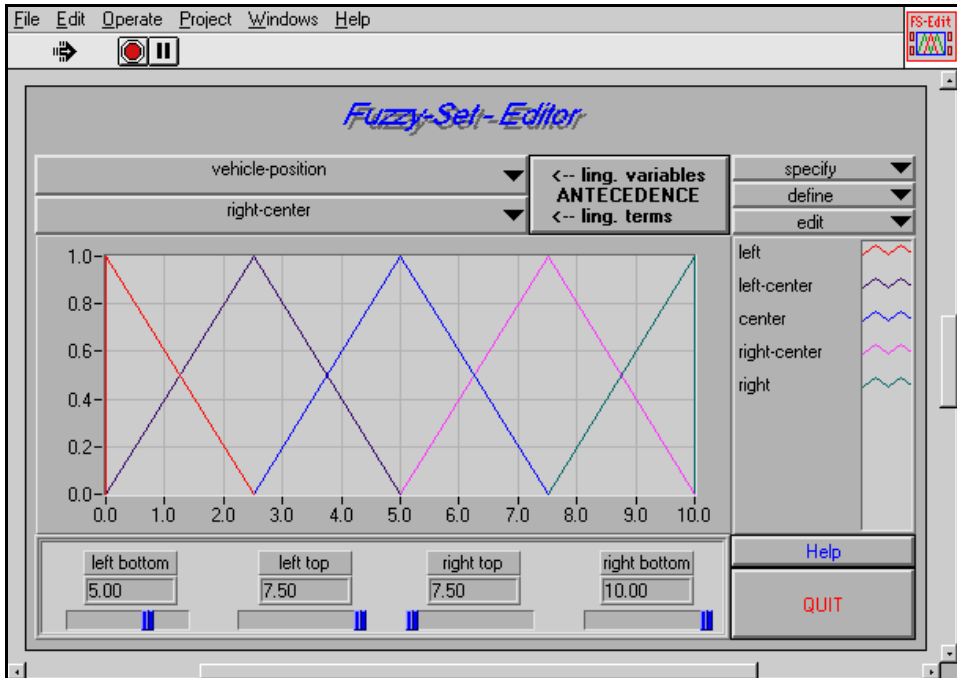 File Edit Operate Project Windows Help
FS-Edit
Fuzzy-Set - Editor
vehicle-position
right-center
<-- ling. variables
ANTECEDENCE
<-- ling. terms
specify
define
edit
left
left-center
center
right-center
right
1.0
0.8
0.6
0.4
0.2
0.0
0.0 1.0 2.0 3.0 4.0 5.0 6.0 7.0 8.0 9.0 10.0
left bottom left top right top right bottom
5.00 7.50 7.50 10.00
Help
QUIT